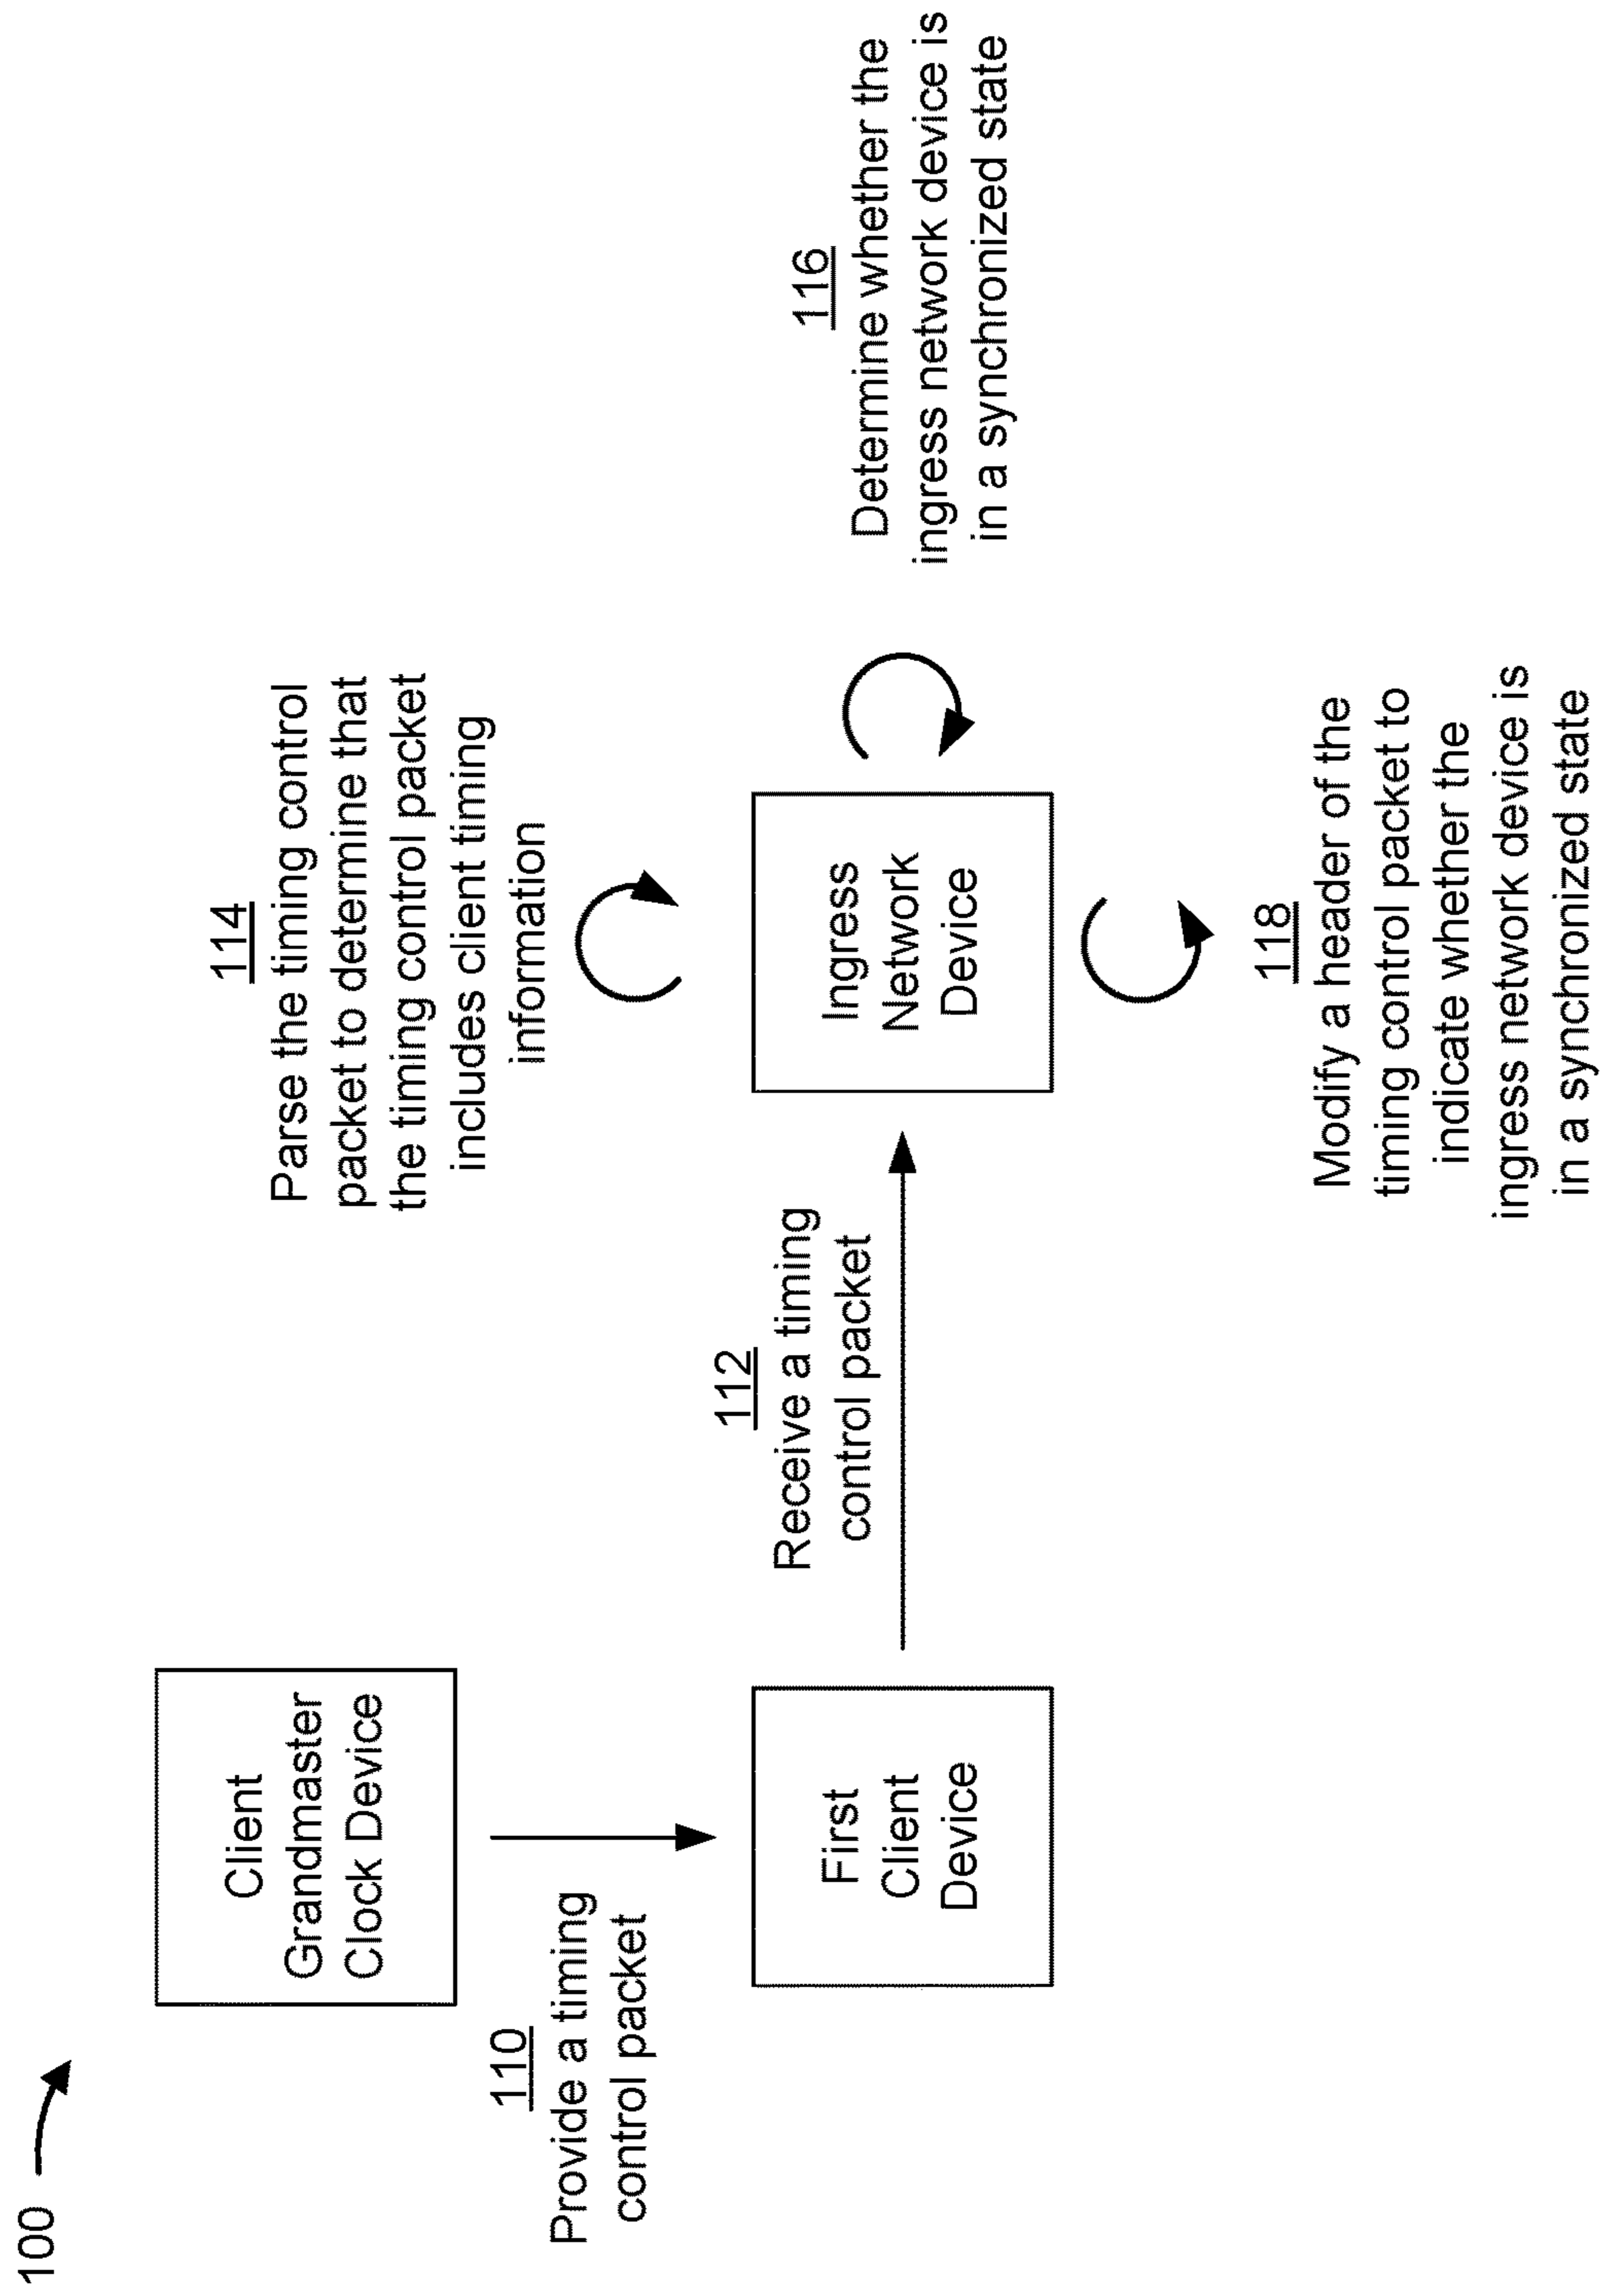 100
Client
Grandmaster
Clock Device
110
Provide a timing
control packet
First
Client
Device
112
Receive a timing
control packet
114
Parse the timing control
packet to determine that
the timing control packet
includes client timing
information
Ingress
Network
Device
116
Determine whether the
ingress network device is
in a synchronized state
118
Modify a header of the
timing control packet to
indicate whether the
ingress network device is
in a synchronized state